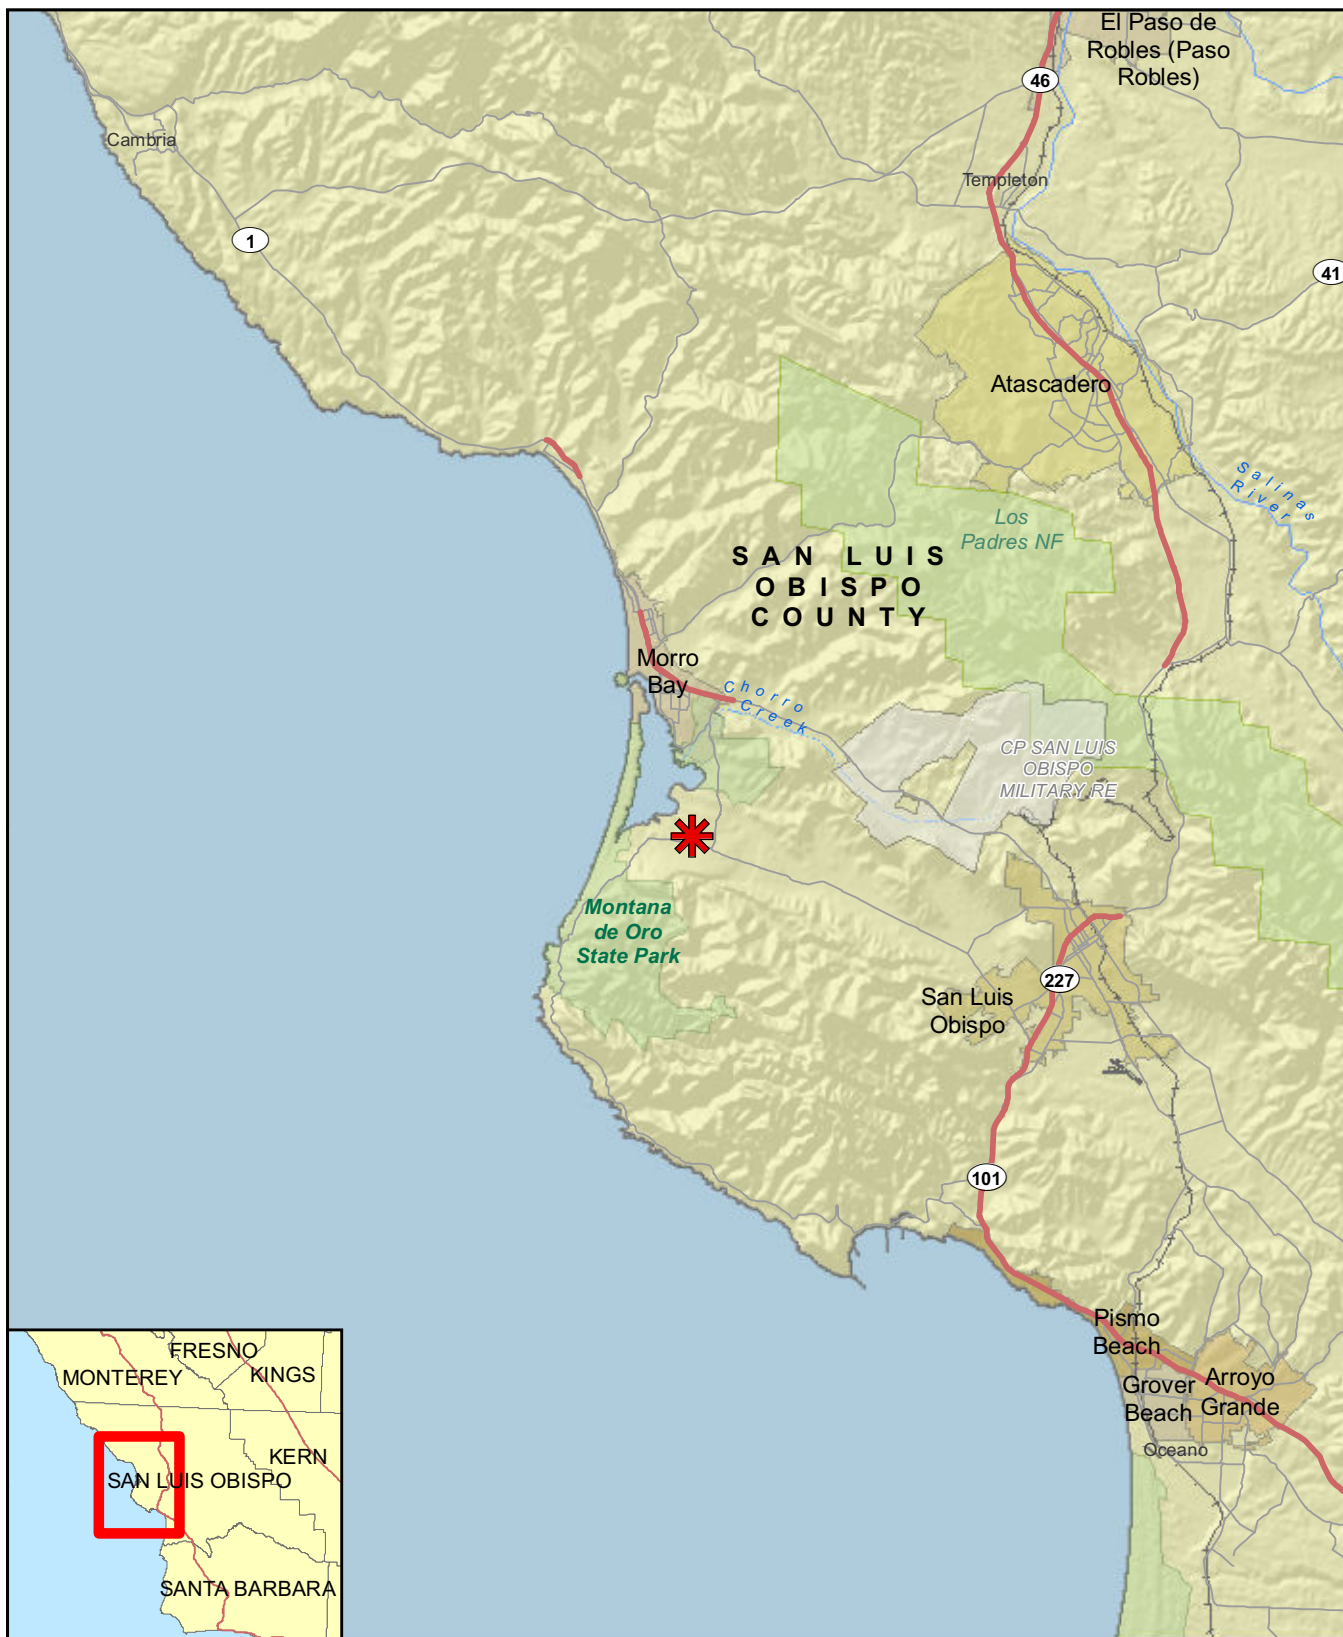 El Paso de
Robles (Paso
Robles)
46
Cambria
Templeton
1
41
Atascadero
Salinas
River
Los
Padres NF
SAN LUIS
OBISPO
COUNTY
Morro
Bay
Chorro
Creek
CP SAN LUIS
OBISPO
MILITARY RE
Montana
de Oro
State Park
227
San Luis
Obispo
101
Pismo
Beach
Grover
Beach
Arroyo
Grande
Oceano
FRESNO
MONTEREY
KINGS
KERN
SAN LUIS OBISPO
SANTA BARBARA